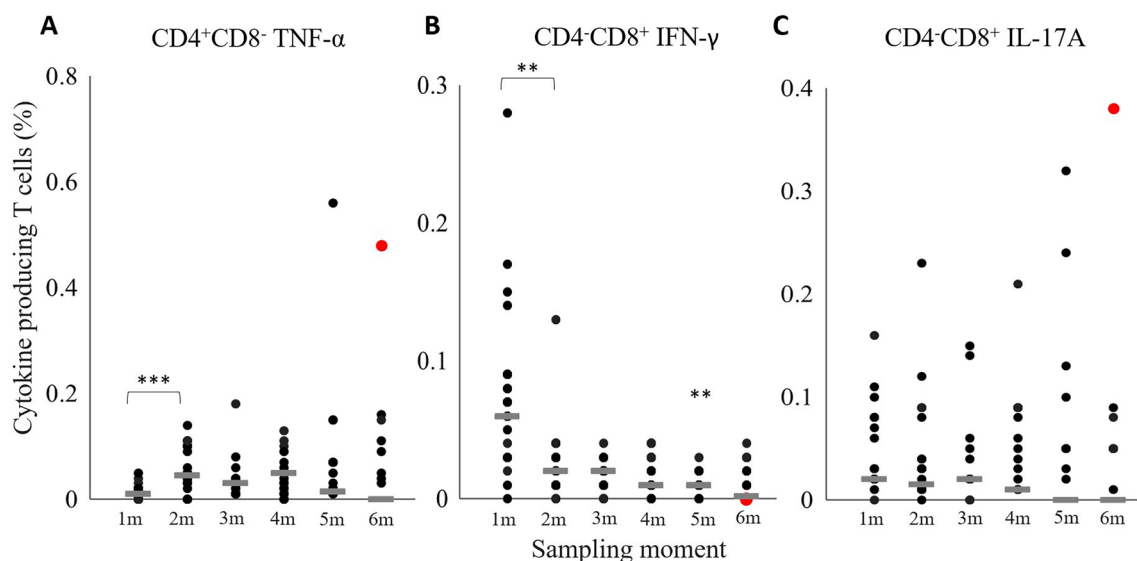 A
CD4⁺CD8⁻ TNF-α
B
CD4⁻CD8⁺ IFN-γ
C
CD4⁻CD8⁺ IL-17A
Cytokine producing T cells (%)
0.8
0.6
0.4
0.2
0
***
1m 2m 3m 4m 5m 6m
0.3
0.2
0.1
0
**
**
1m 2m 3m 4m 5m 6m
0.4
0.3
0.2
0.1
0
1m 2m 3m 4m 5m 6m
Sampling moment